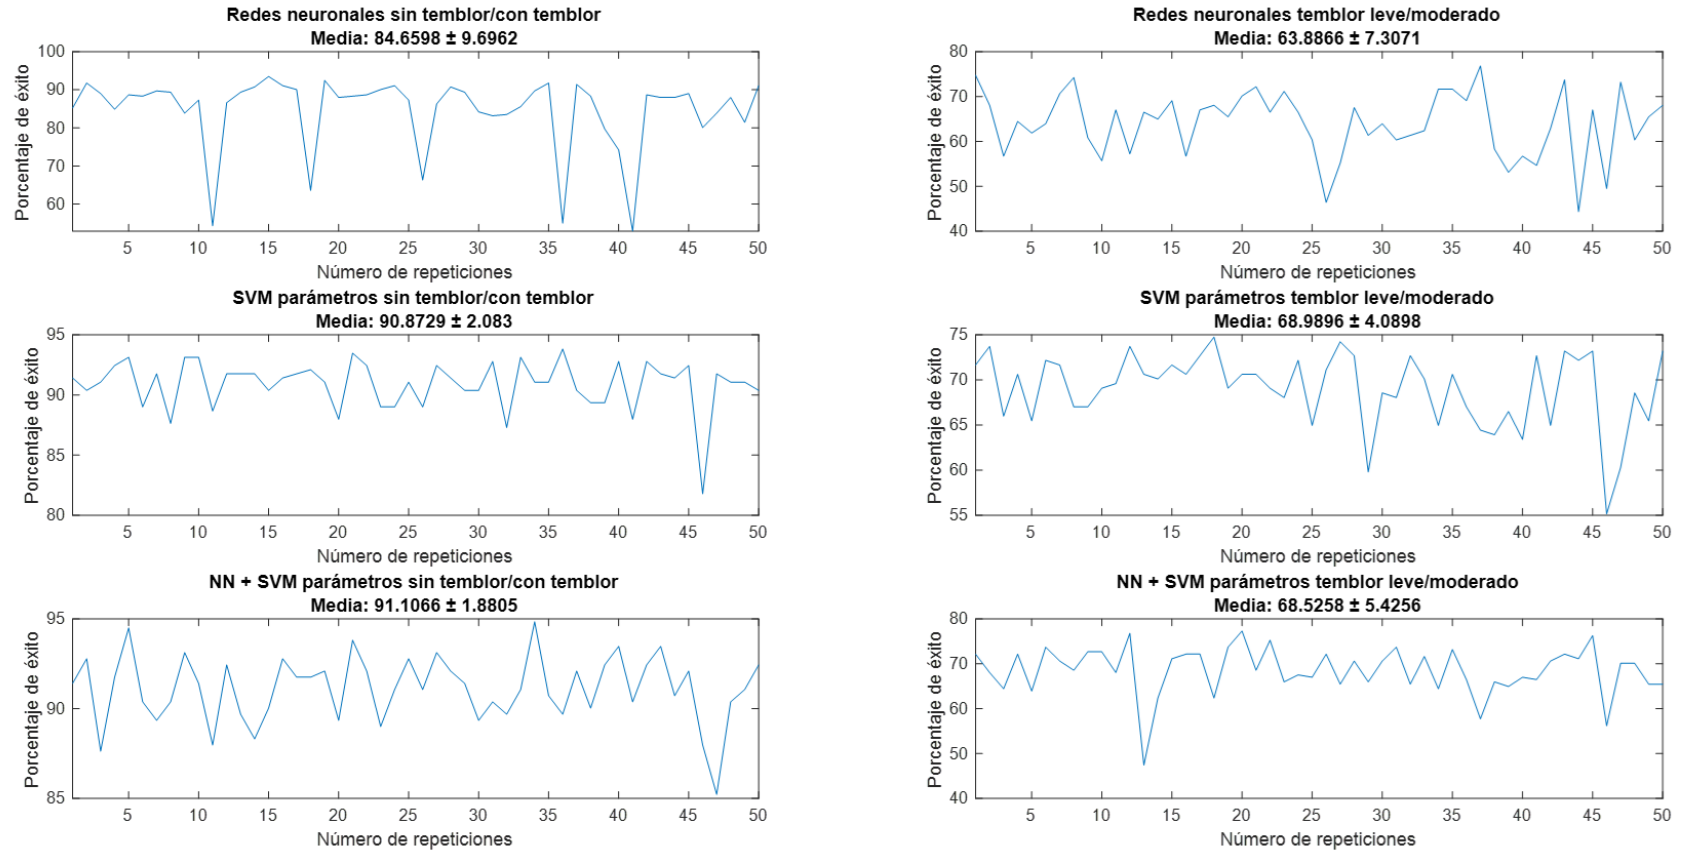 Redes neuronales sin temblor/con temblor
Media: 84.6598 ± 9.6962
100
90
80
70
60
Porcentaje de éxito
5 10 15 20 25 30 35 40 45 50
Número de repeticiones
Redes neuronales temblor leve/moderado
Media: 63.8866 ± 7.3071
80
70
60
50
40
Porcentaje de éxito
5 10 15 20 25 30 35 40 45 50
Número de repeticiones
SVM parámetros sin temblor/con temblor
Media: 90.8729 ± 2.083
95
90
85
80
Porcentaje de éxito
5 10 15 20 25 30 35 40 45 50
Número de repeticiones
SVM parámetros temblor leve/moderado
Media: 68.9896 ± 4.0898
75
70
65
60
55
Porcentaje de éxito
5 10 15 20 25 30 35 40 45 50
Número de repeticiones
NN + SVM parámetros sin temblor/con temblor
Media: 91.1066 ± 1.8805
95
90
85
Porcentaje de éxito
5 10 15 20 25 30 35 40 45 50
Número de repeticiones
NN + SVM parámetros temblor leve/moderado
Media: 68.5258 ± 5.4256
80
70
60
50
40
Porcentaje de éxito
5 10 15 20 25 30 35 40 45 50
Número de repeticiones